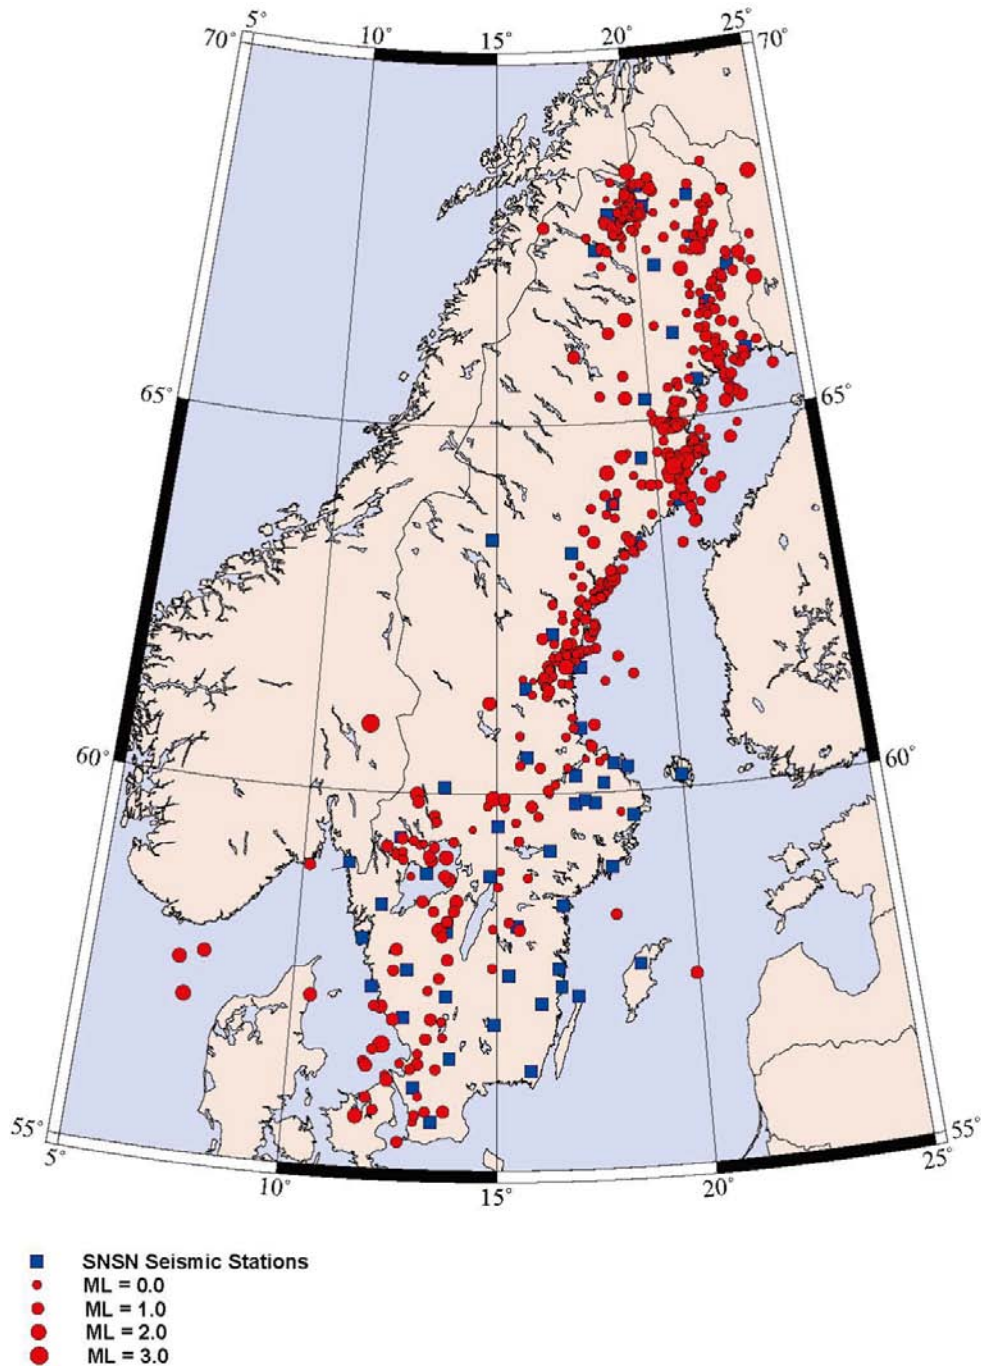 5° 10° 15° 20° 25°
70° 70°
65° 65°
60° 60°
55° 55°
5° 10° 15° 20° 25°
SNSN Seismic Stations
ML = 0.0
ML = 1.0
ML = 2.0
ML = 3.0